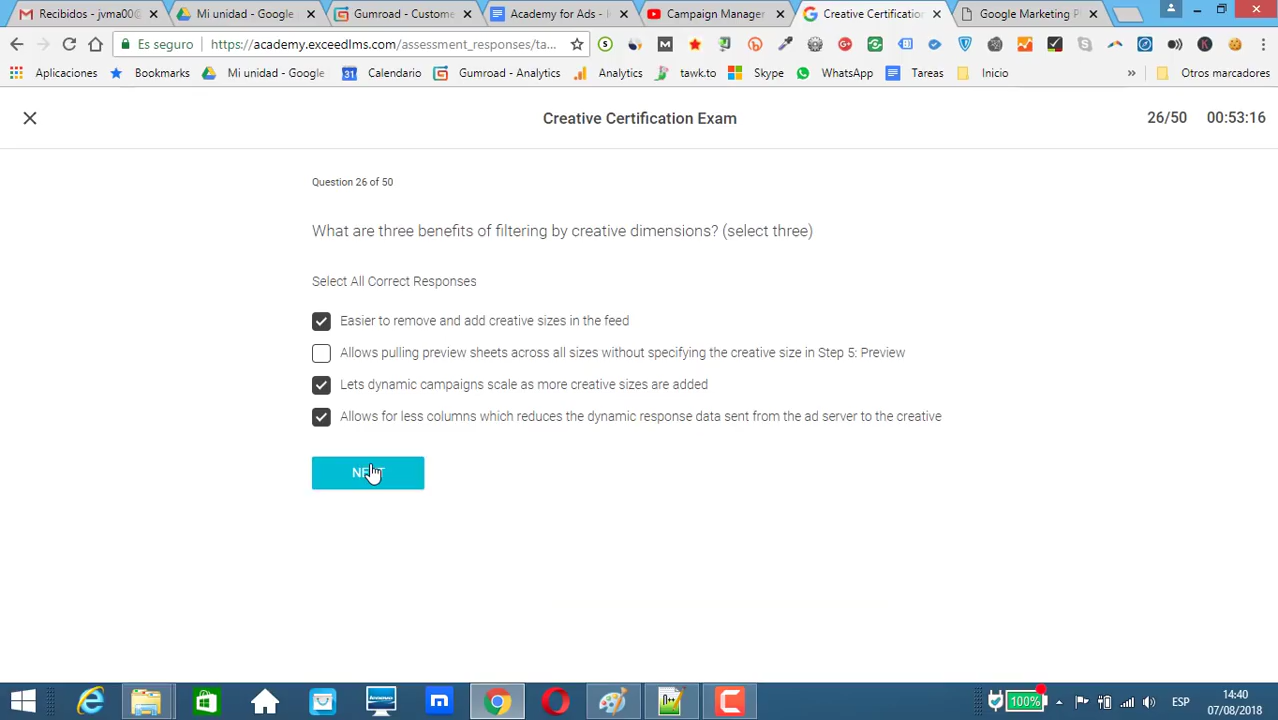 Recibidos - jvma00@
Mi unidad - Google
Gumroad - Custome
Academy for Ads -
Campaign Manager
Creative Certification
Google Marketing P
Es seguro
https://academy.exceedlms.com/assessment_responses/ta...
Aplicaciones
Bookmark
Mi unidad - Google
Calendario
Gumroad - Analytics
Analytics
tawk.to
Skype
WhatsApp
Tareas
Inicio
»
Otros marcadores
Creative Certification Exam
26/50
00:53:16
Question 26 of 50
What are three benefits of filtering by creative dimensions? (select three)
Select All Correct Responses
Easier to remove and add creative sizes in the feed
Allows pulling preview sheets across all sizes without specifying the creative size in Step 5: Preview
Lets dynamic campaigns scale as more creative sizes are added
Allows for less columns which reduces the dynamic response data sent from the ad server to the creative
NEXT
100%
ESP
14:40
07/08/2018